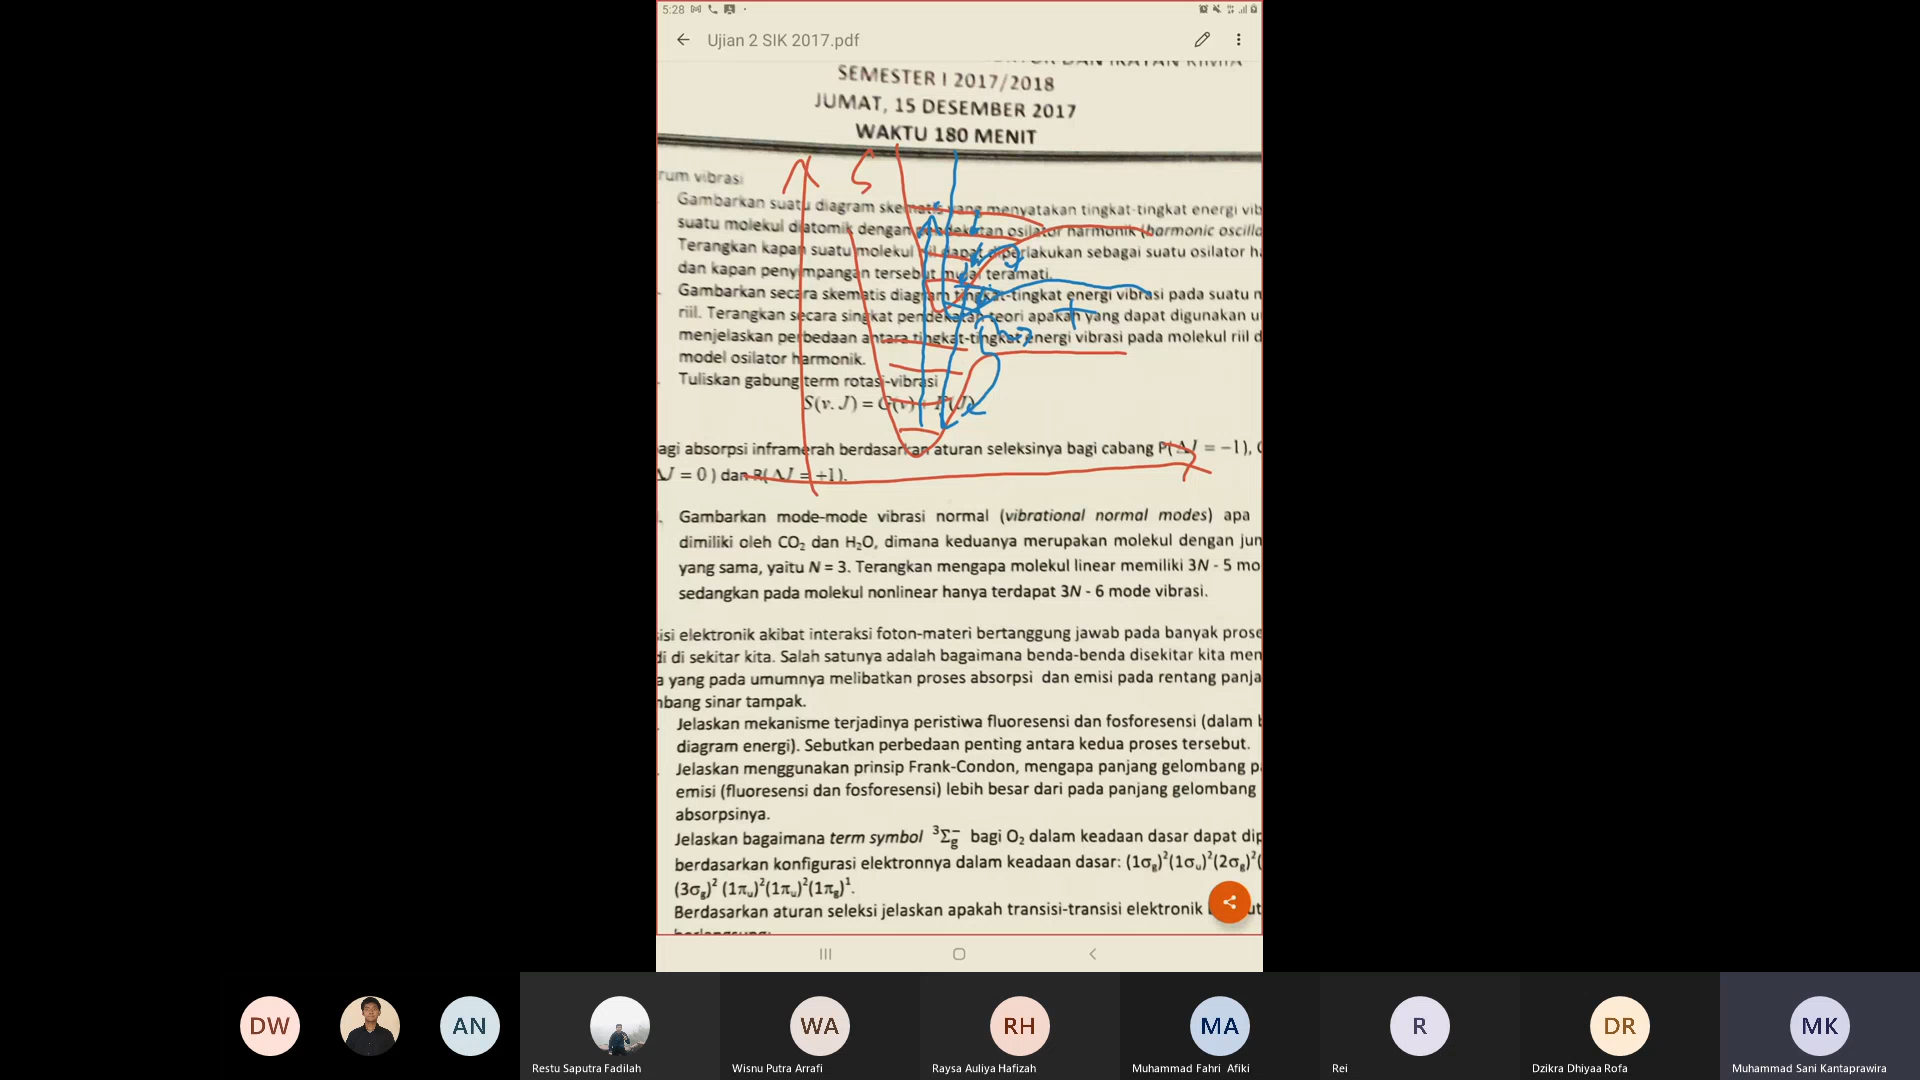 5:28
Ujian 2 SIK 2017.pdf
SEMESTER I 2017/2018
JUMAT, 15 DESEMBER 2017
WAKTU 180 MENIT
rum vibrasi
Gambarkan suatu diagram skematis yang menyatakan tingkat-tingkat energi vib
suatu molekul diatomik dengan pendekatan osilator harmonik (barmonic oscilla
Terangkan kapan suatu molekul riil dapat diperlakukan sebagai suatu osilator ha
dan kapan penyimpangan tersebut mulai teramati.
Gambarkan secara skematis diagram tingkat-tingkat energi vibrasi pada suatu m
riil. Terangkan secara singkat pendekatan teori apakah yang dapat digunakan u
menjelaskan perbedaan antara tingkat-tingkat energi vibrasi pada molekul riil d
model osilator harmonik.
Tuliskan gabung term rotasi-vibrasi
S(v. J) = G(v) + F(J)
agi absorpsi inframerah berdasarkan aturan seleksinya bagi cabang P(ΔJ = −1),
ΔJ = 0 ) dan R(ΔJ = +1).
Gambarkan mode-mode vibrasi normal (vibrational normal modes) apa
dimiliki oleh CO₂ dan H₂O, dimana keduanya merupakan molekul dengan jum
yang sama, yaitu N = 3. Terangkan mengapa molekul linear memiliki 3N - 5 mo
sedangkan pada molekul nonlinear hanya terdapat 3N - 6 mode vibrasi.
isi elektronik akibat interaksi foton-materi bertanggung jawab pada banyak prose
di di sekitar kita. Salah satunya adalah bagaimana benda-benda disekitar kita men
a yang pada umumnya melibatkan proses absorpsi dan emisi pada rentang panja
nbang sinar tampak.
Jelaskan mekanisme terjadinya peristiwa fluoresensi dan fosforesensi (dalam b
diagram energi). Sebutkan perbedaan penting antara kedua proses tersebut.
Jelaskan menggunakan prinsip Frank-Condon, mengapa panjang gelombang p
emisi (fluoresensi dan fosforesensi) lebih besar dari pada panjang gelombang
absorpsinya.
Jelaskan bagaimana term symbol ³Σg⁻ bagi O₂ dalam keadaan dasar dapat dip
berdasarkan konfigurasi elektronnya dalam keadaan dasar: (1σg)²(1σu)²(2σg)²(
(3σg)² (1πu)²(1πu)²(1πg)¹.
Berdasarkan aturan seleksi jelaskan apakah transisi-transisi elektronik
DW
AN
WA
RH
MA
R
DR
MK
Restu Saputra Fadilah
Wisnu Putra Arrafi
Raysa Auliya Hafizah
Muhammad Fahri Afiki
Rei
Dzikra Dhiyaa Rofa
Muhammad Sani Kantaprawira